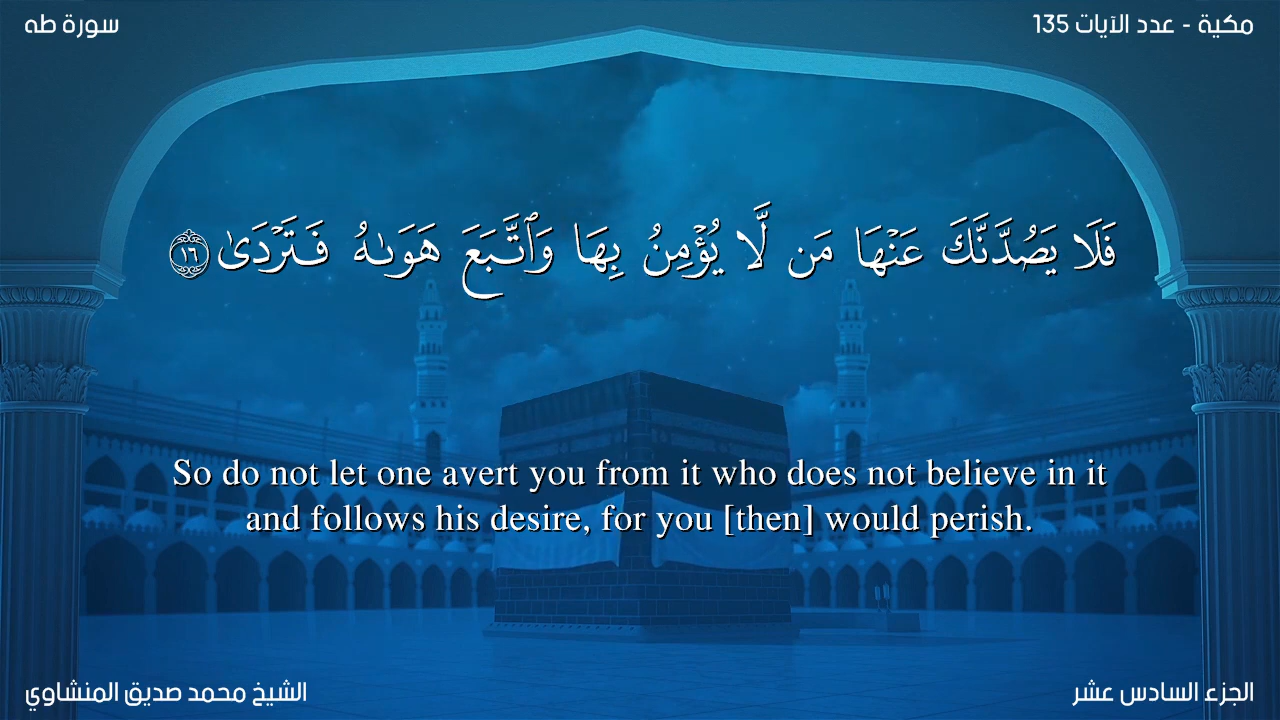 مكية - عدد الآيات 135
سورة طه
فَلَا يَصُدَّنَّكَ عَنْهَا مَن لَّا يُؤْمِنُ بِهَا وَٱتَّبَعَ هَوَىٰهُ فَتَرْدَىٰ ١٦
So do not let one avert you from it who does not believe in it
and follows his desire, for you [then] would perish.
الجزء السادس عشر
الشيخ محمد صديق المنشاوي